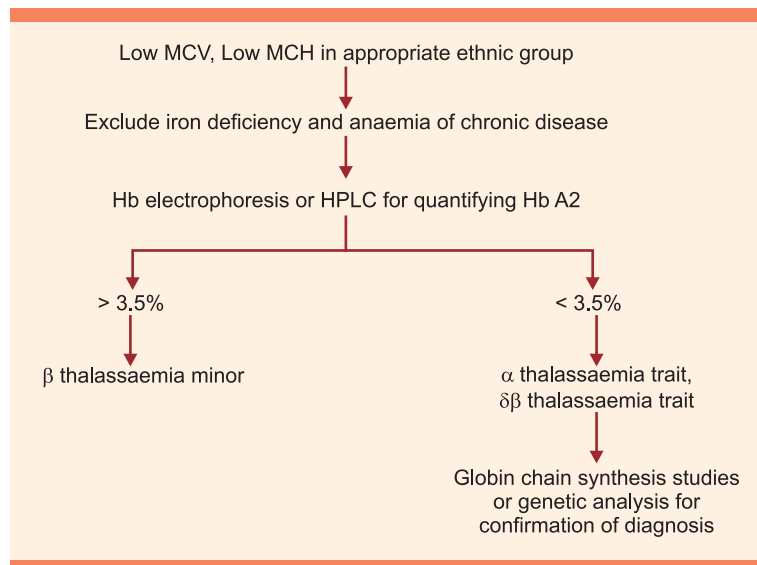 Low MCV, Low MCH in appropriate ethnic group
Exclude iron deficiency and anaemia of chronic disease
Hb electrophoresis or HPLC for quantifying Hb A2
> 3.5%
< 3.5%
β thalassaemia minor
α thalassaemia trait,
δβ thalassaemia trait
Globin chain synthesis studies
or genetic analysis for
confirmation of diagnosis